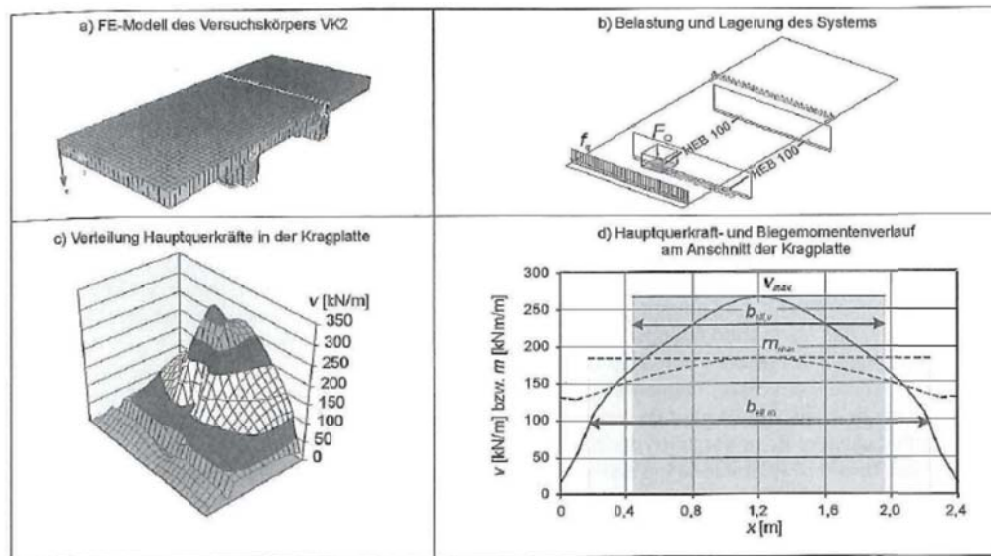 a) FE-Modell des Versuchskörpers VK2
b) Belastung und Lagerung des Systems
F
HEB 100
HEB 100
c) Verteilung Hauptquerkräfte in der Kragplatte
v [kN/m]
350
300
250
200
150
100
50
0
d) Hauptquerkraft- und Biegemomentenverlauf
am Anschnitt der Kragplatte
v [kN/m] bzw. m [kNm/m]
300
250
200
150
100
50
0
vmax
beff,v
beff,m
0
0,4
0,8
1,2
1,6
2,0
2,4
x [m]